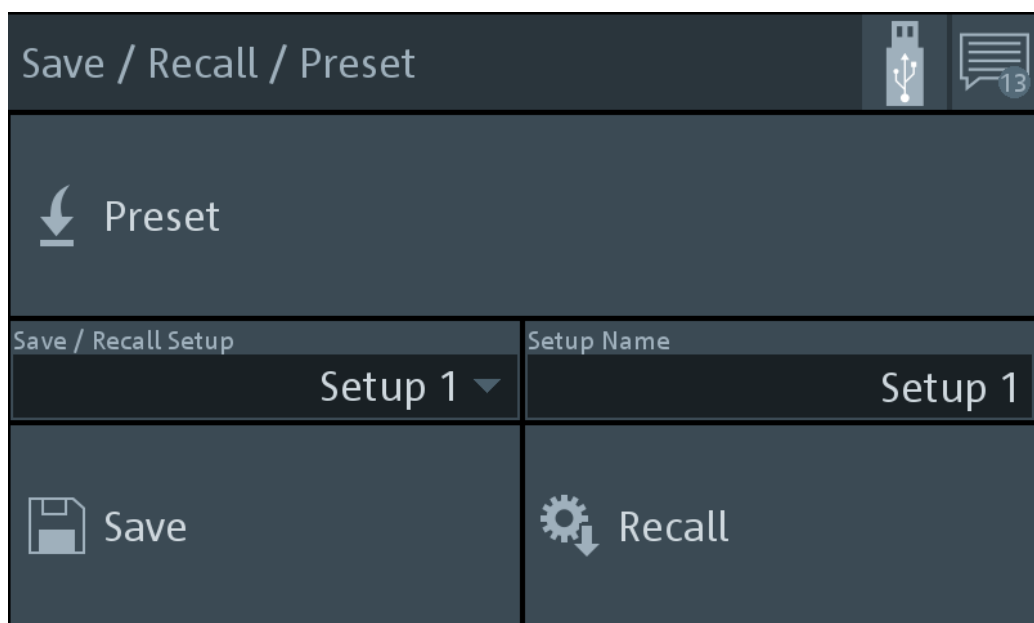 Save / Recall / Preset
13
Preset
Save / Recall Setup
Setup 1
Setup Name
Setup 1
Save
Recall